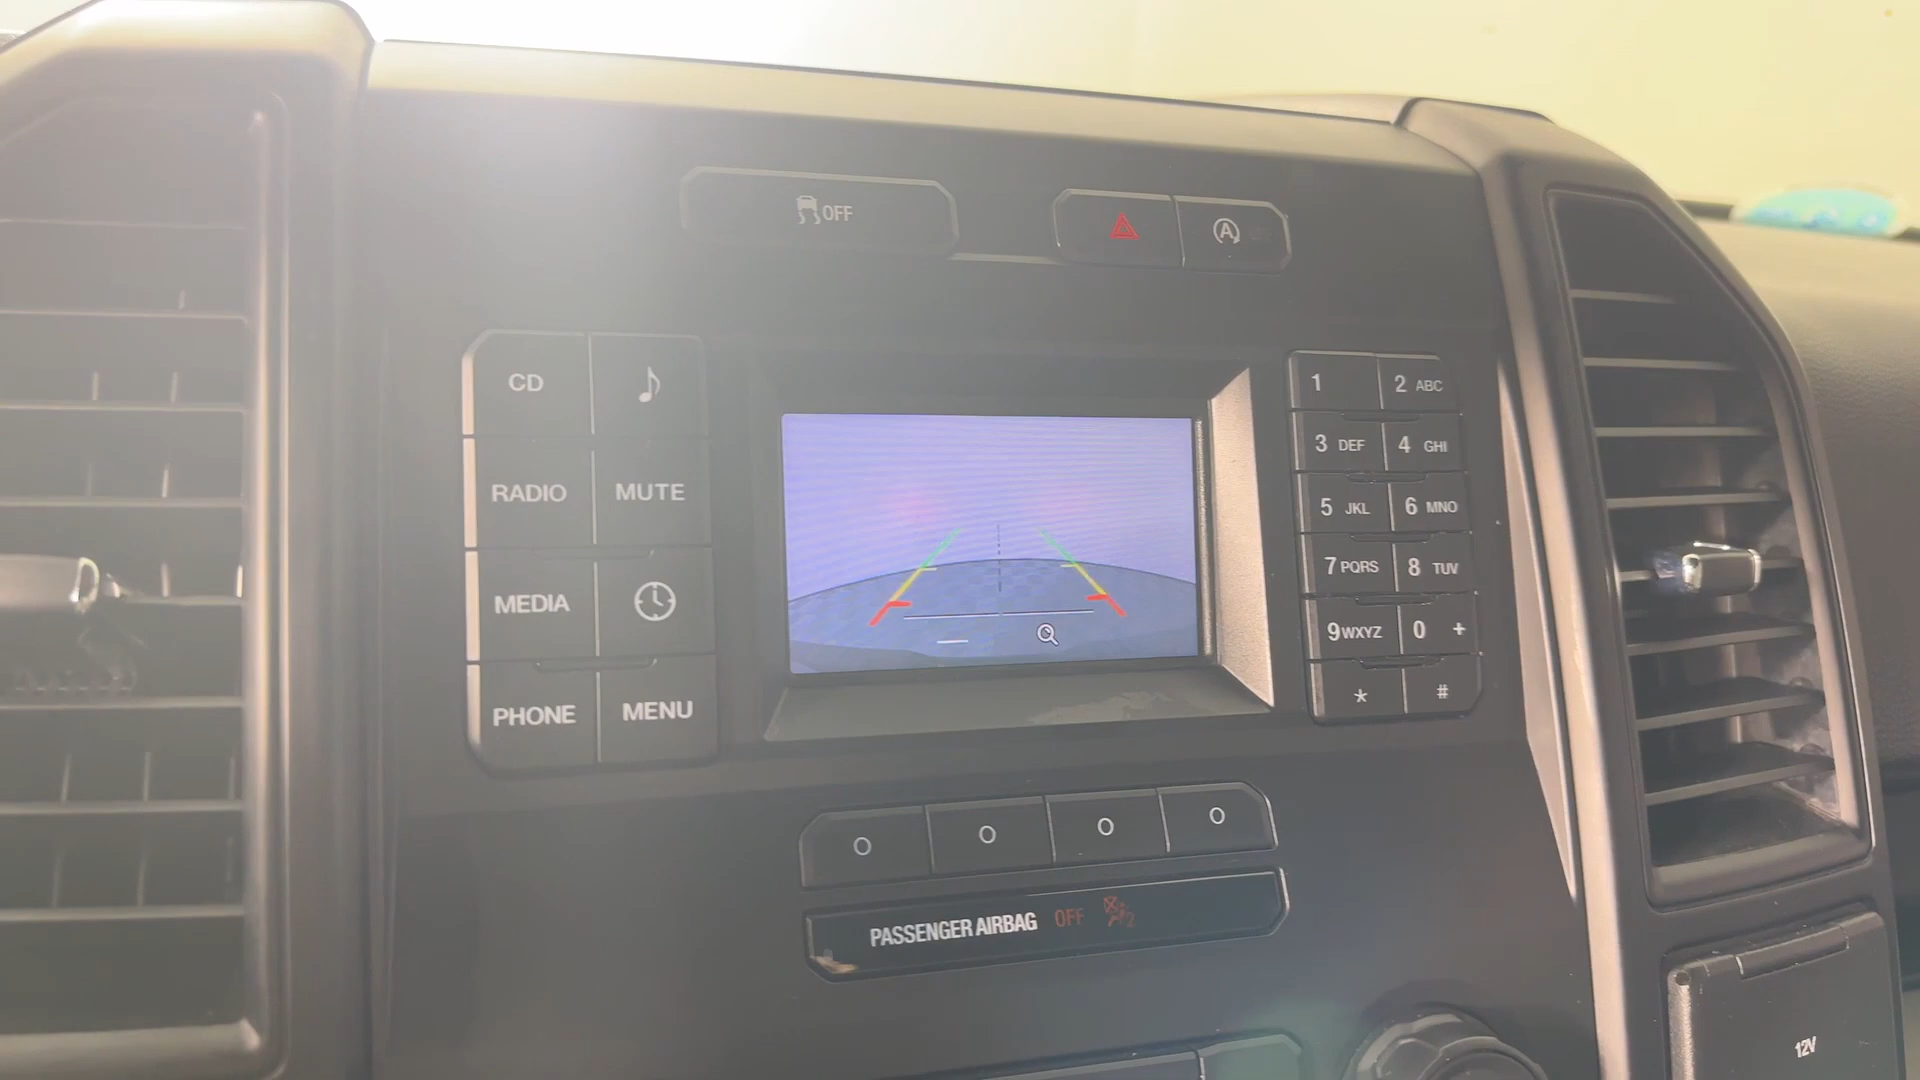 OFF
A
CD
RADIO
MUTE
MEDIA
PHONE
MENU
1
2 ABC
3 DEF
4 GHI
5 JKL
6 MNO
7 PQRS
8 TUV
9 WXYZ
0 +
*
#
PASSENGER AIRBAG OFF
2
12V